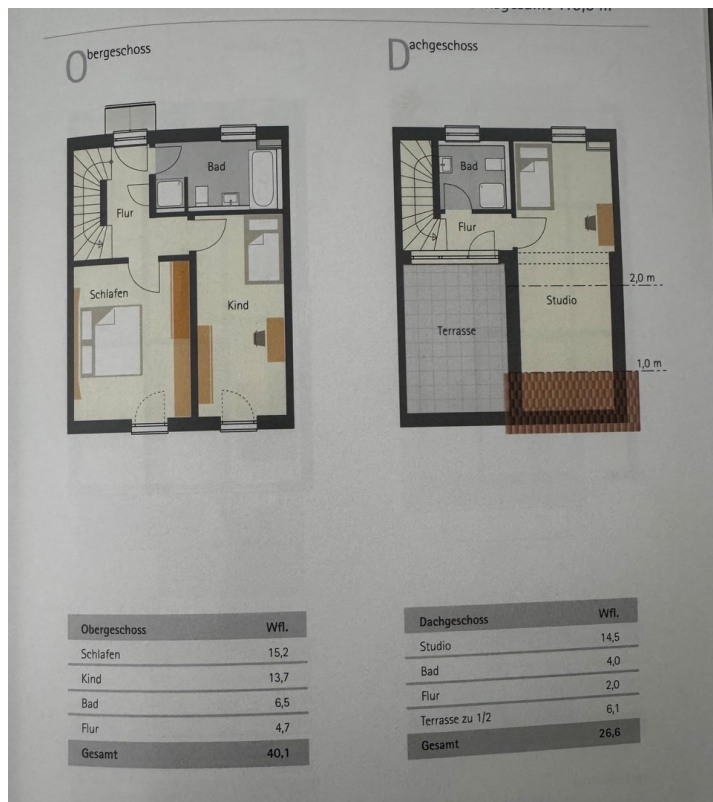 Obergeschoss
Dachgeschoss
Bad
Flur
Schlafen
Kind
Bad
Flur
2,0 m
Studio
Terrasse
1,0 m
Obergeschoss Wfl.
Schlafen 15,2
Kind 13,7
Bad 6,5
Flur 4,7
Gesamt 40,1
Dachgeschoss Wfl.
Studio 14,5
Bad 4,0
Flur 2,0
Terrasse zu 1/2 6,1
Gesamt 26,6